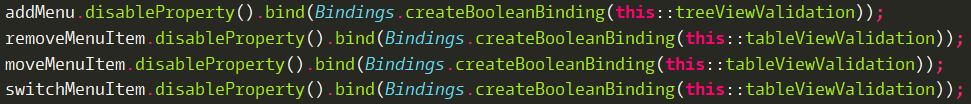 addMenu.disableProperty().bind(Bindings.createBooleanBinding(this::treeViewValidation));
removeMenuItem.disableProperty().bind(Bindings.createBooleanBinding(this::tableViewValidation));
moveMenuItem.disableProperty().bind(Bindings.createBooleanBinding(this::tableViewValidation));
switchMenuItem.disableProperty().bind(Bindings.createBooleanBinding(this::tableViewValidation));